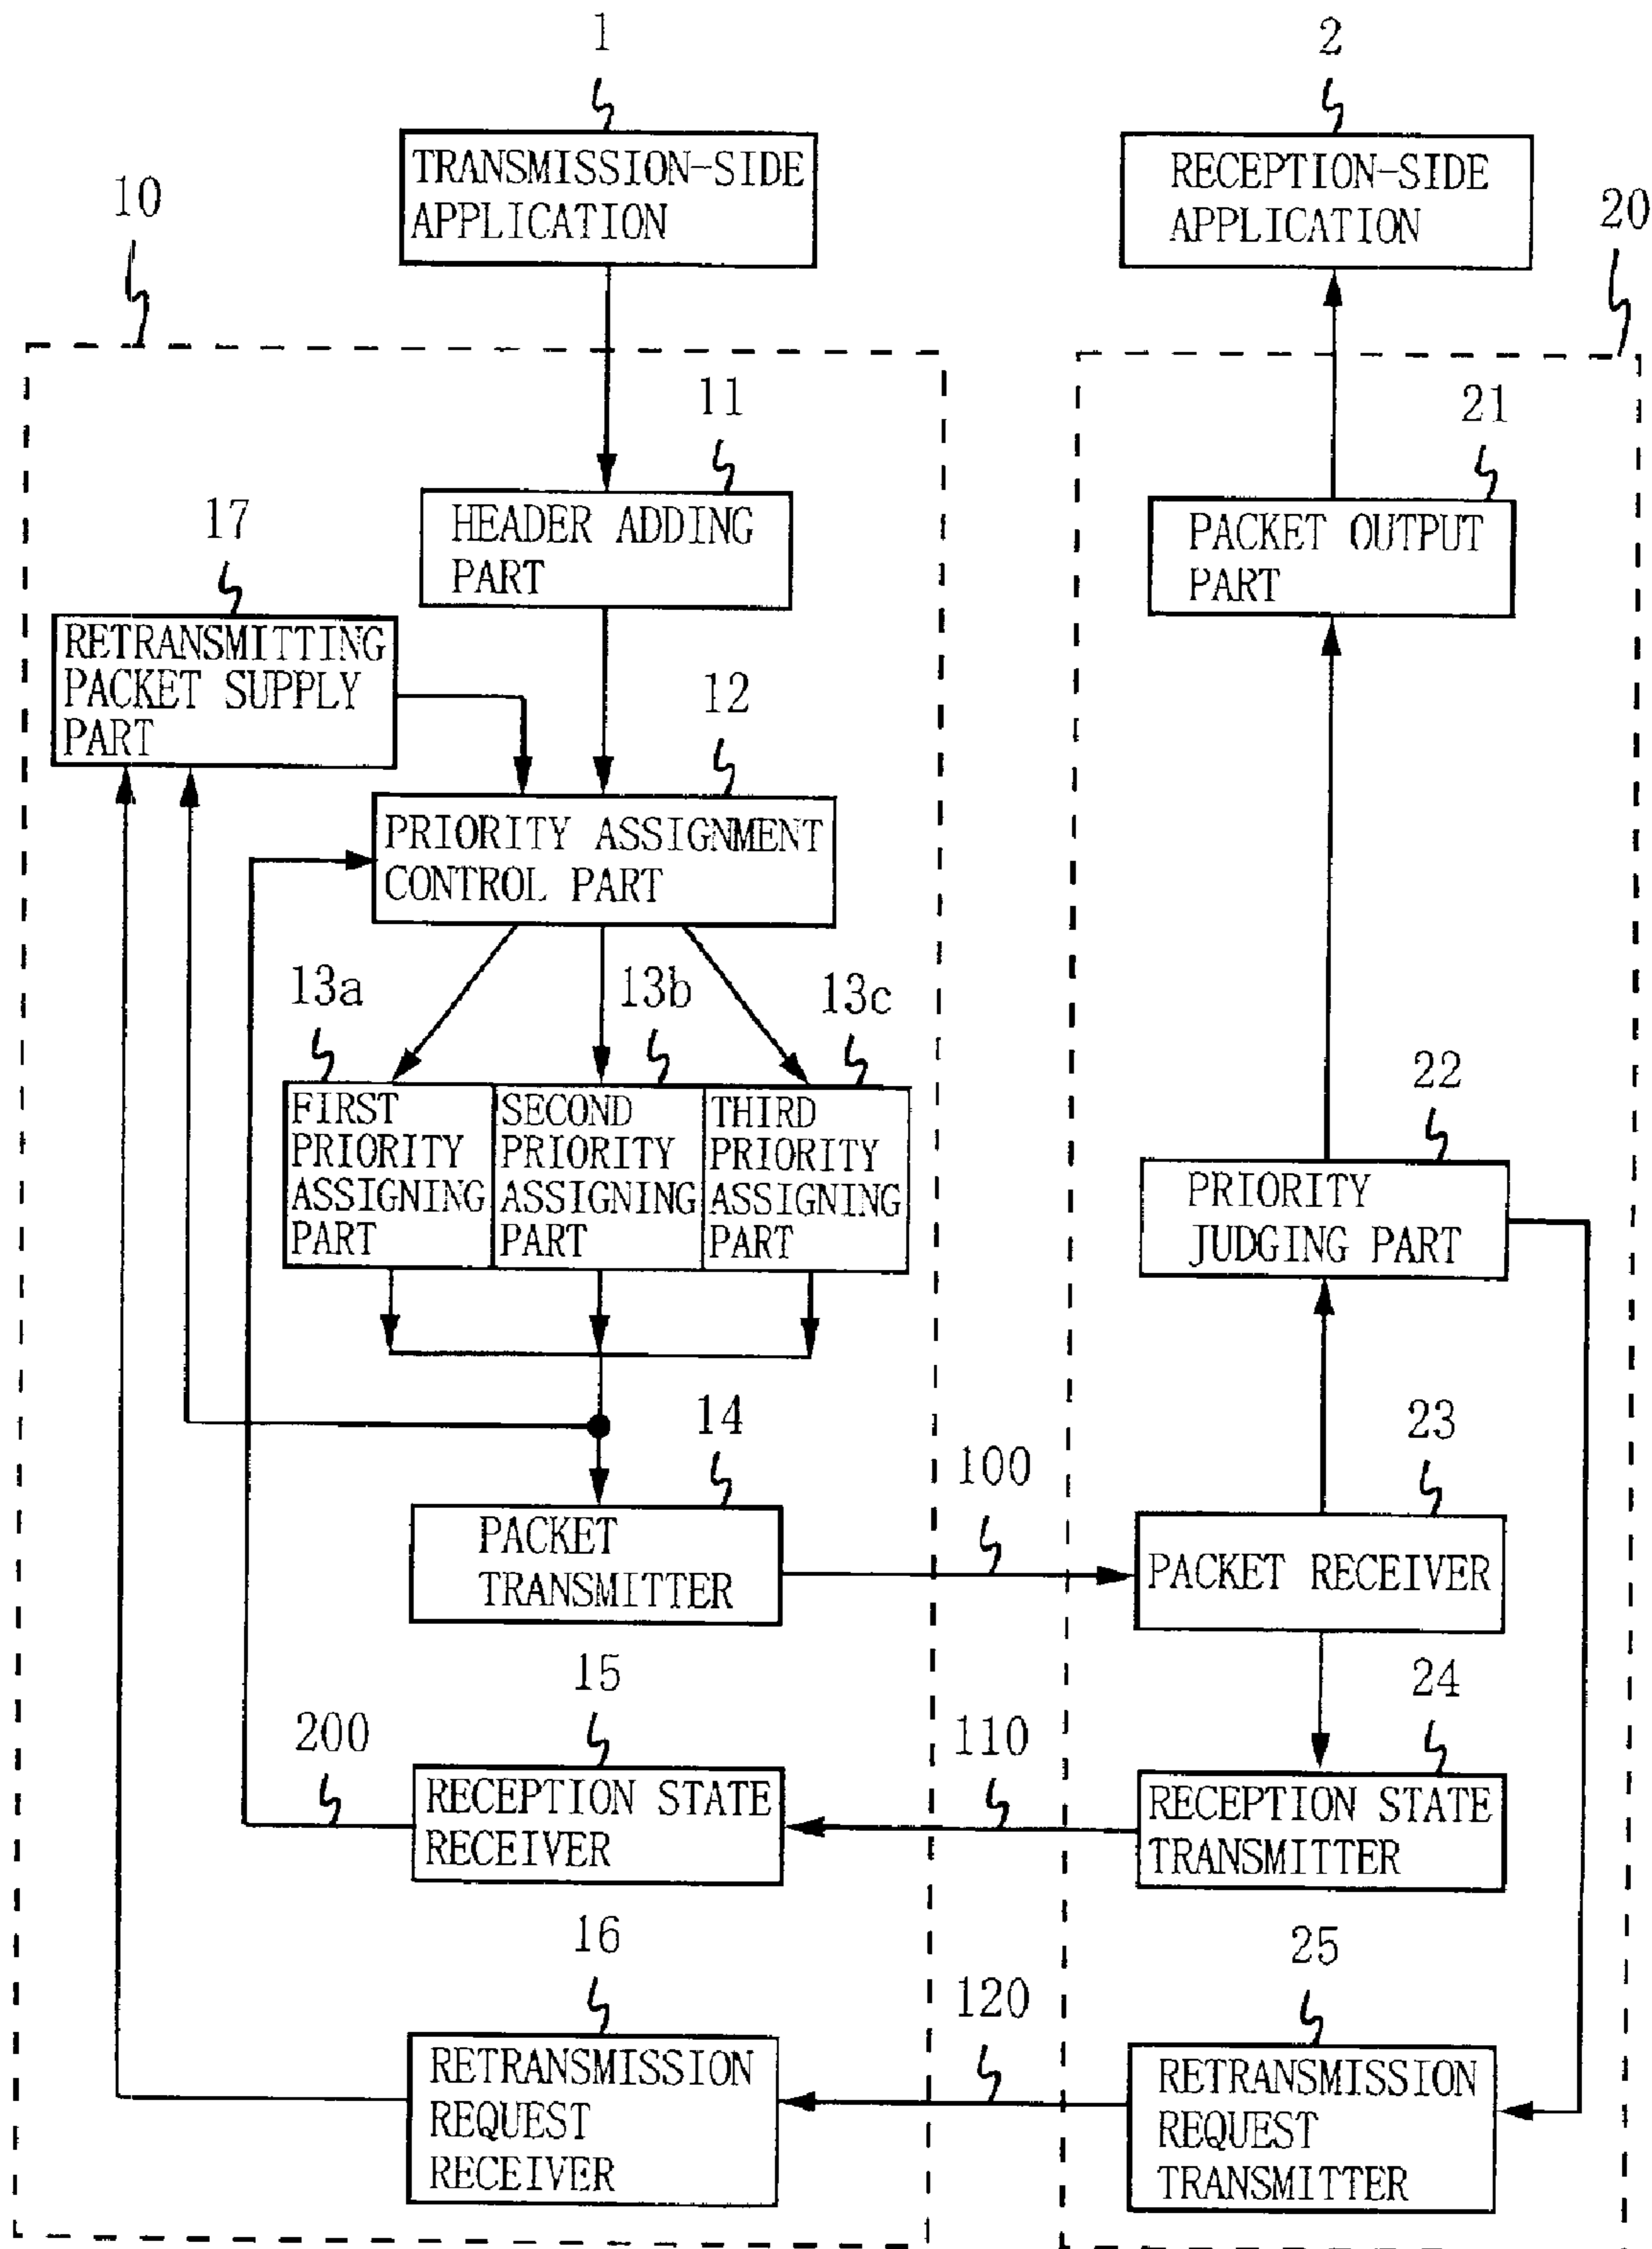 1
2
TRANSMISSION-SIDE
APPLICATION
RECEPTION-SIDE
APPLICATION
10
20
11
21
HEADER ADDING
PART
PACKET OUTPUT
PART
17
RETRANSMITTING
PACKET SUPPLY
PART
12
PRIORITY ASSIGNMENT
CONTROL PART
13a
13b
13c
FIRST
PRIORITY
ASSIGNING
PART
SECOND
PRIORITY
ASSIGNING
PART
THIRD
PRIORITY
ASSIGNING
PART
22
PRIORITY
JUDGING PART
14
100
23
PACKET
TRANSMITTER
PACKET RECEIVER
15
24
200
110
RECEPTION STATE
RECEIVER
RECEPTION STATE
TRANSMITTER
16
25
120
RETRANSMISSION
REQUEST
RECEIVER
RETRANSMISSION
REQUEST
TRANSMITTER